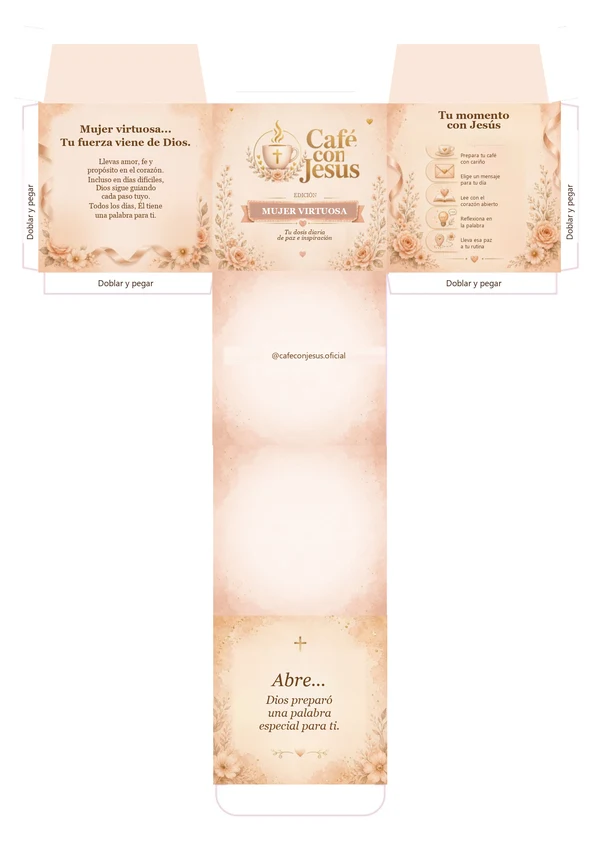 Mujer virtuosa...
Tu fuerza viene de Dios.
Llevas amor, fe y
propósito en el corazón.
Incluso en días difíciles,
Dios sigue guiando
cada paso tuyo.
Todos los días, Él tiene
una palabra para ti.
Doblar y pegar
Doblar y pegar
Café
con
Jesús
EDICIÓN
MUJER VIRTUOSA
Tu dosis diaria
de paz e inspiración
Tu momento
con Jesús
Prepara tu café
con cariño
Elige un mensaje
para tu día
Lee con el
corazón abierto
Reflexiona en
la palabra
Lleva esa paz
a tu rutina
Doblar y pegar
Doblar y pegar
@cafeconjesus.oficial
Abre...
Dios preparó
una palabra
especial para ti.